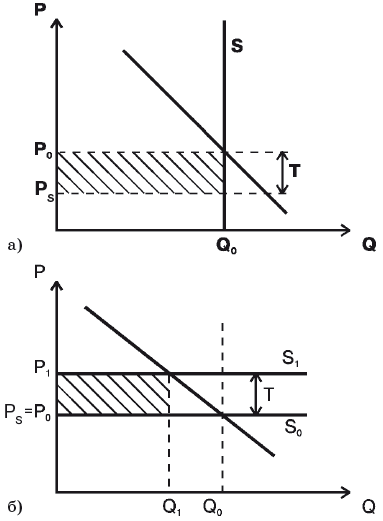 P
S
P₀
T
Pₛ
Q₀
Q
а)
P
P₁
S₁
T
Pₛ=P₀
S₀
Q₁
Q₀
Q
б)